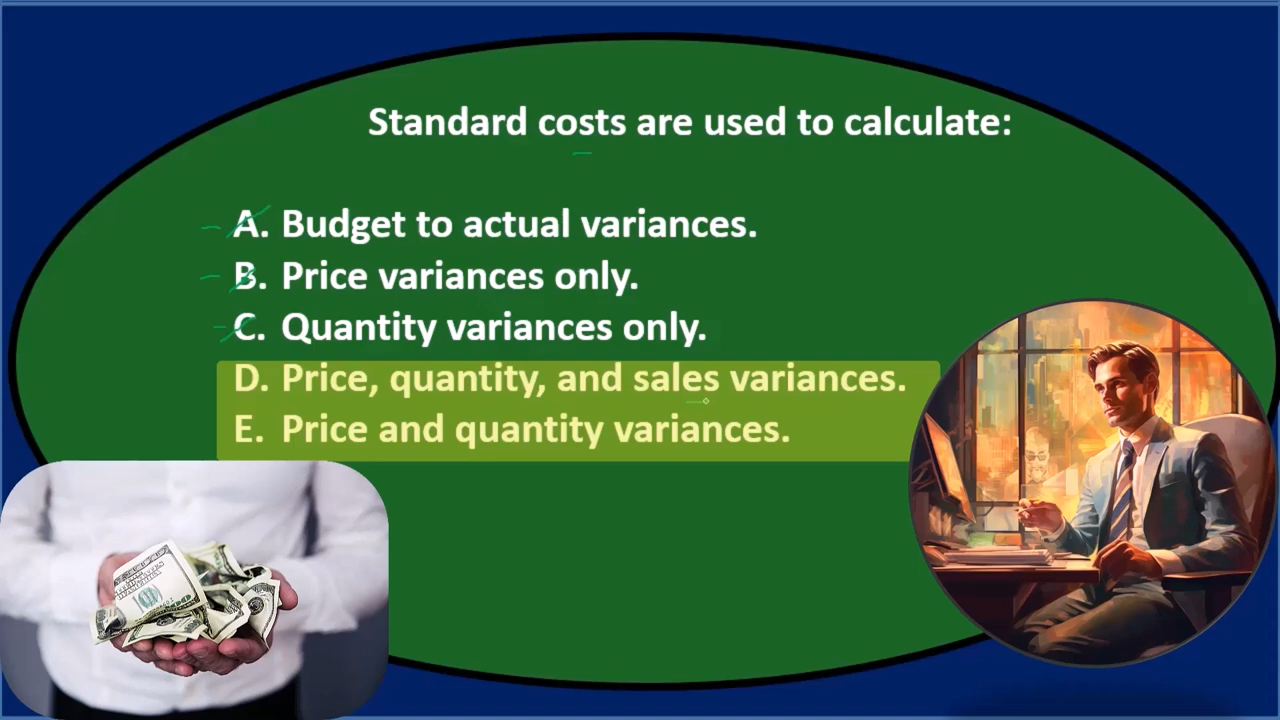 Standard costs are used to calculate:
A. Budget to actual variances.
B. Price variances only.
C. Quantity variances only.
D. Price, quantity, and sales variances.
E. Price and quantity variances.